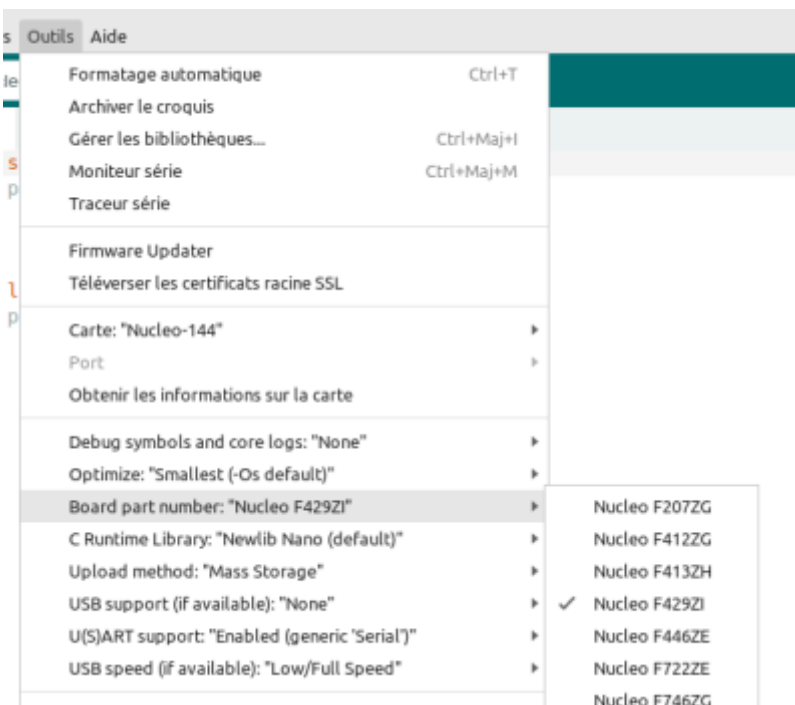 s Outils Aide
Formatage automatique Ctrl+T
Archiver le croquis
Gérer les bibliothèques... Ctrl+Maj+I
s
Moniteur série Ctrl+Maj+M
p
Traceur série
Firmware Updater
l
Téléverser les certificats racine SSL
p
Carte: "Nucleo-144"
Port
Obtenir les informations sur la carte
Debug symbols and core logs: "None"
Optimize: "Smallest (-Os default)"
Board part number: "Nucleo F429ZI" Nucleo F207ZG
C Runtime Library: "Newlib Nano (default)" Nucleo F412ZG
Upload method: "Mass Storage" Nucleo F413ZH
USB support (if available): "None" ✓ Nucleo F429ZI
U(S)ART support: "Enabled (generic 'Serial')" Nucleo F446ZE
USB speed (if available): "Low/Full Speed" Nucleo F722ZE
Nucleo F746ZG